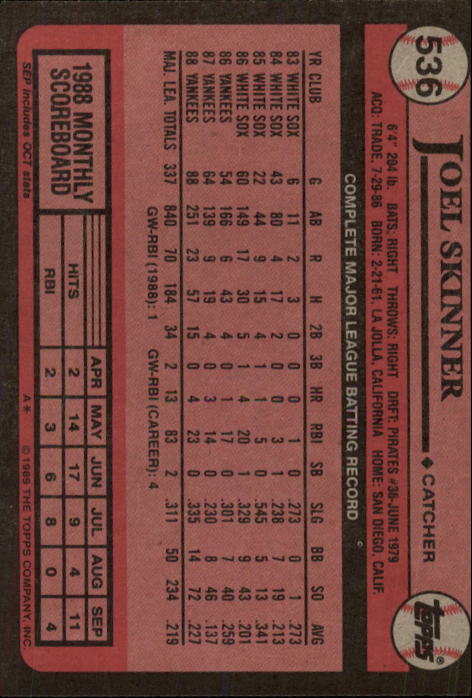 536
JOEL SKINNER
◆ CATCHER
topps®
6'4" 204 lb. BATS: RIGHT THROWS: RIGHT DRFT: PIRATES #36-JUNE 1979
ACQ: TRADE, 7-29-86 BORN: 2-21-61, LA JOLLA, CALIFORNIA HOME: SAN DIEGO, CALIF.
COMPLETE MAJOR LEAGUE BATTING RECORD
YR CLUB G AB R H 2B 3B HR RBI SB SLG BB SO AVG
83 WHITE SOX 6 11 2 3 0 0 0 1 0 .273 0 1 .273
84 WHITE SOX 43 80 4 17 2 0 0 3 1 .238 7 19 .213
85 WHITE SOX 22 44 9 15 4 1 1 5 0 .545 5 13 .341
86 WHITE SOX 60 149 17 30 5 1 4 20 1 .329 9 43 .201
86 YANKEES 54 166 6 43 4 0 1 17 0 .301 7 40 .259
87 YANKEES 64 139 9 19 4 0 3 14 0 .230 8 46 .137
88 YANKEES 88 251 23 57 15 0 4 23 0 .335 14 72 .227
MAJ. LEA. TOTALS 337 840 70 184 34 2 13 83 2 .311 50 234 .219
GW-RBI (1988): 1 GW-RBI (CAREER): 4
1988 MONTHLY
SCOREBOARD
APR MAY JUN JUL AUG SEP
HITS 2 14 17 9 4 11
RBI 2 3 6 8 0 4
SEP includes OCT stats
A* © 1989 THE TOPPS COMPANY, INC.